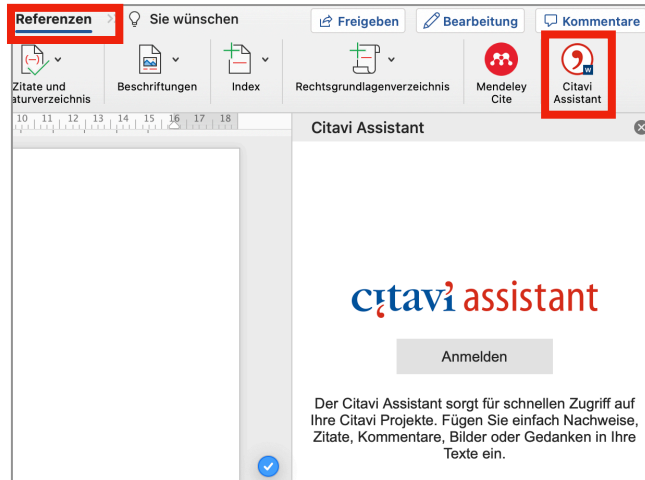 Referenzen Sie wünschen Freigeben Bearbeitung Kommentare
Zitate und
aturverzeichnis
Beschriftungen
Index
Rechtsgrundlagenverzeichnis
Mendeley
Cite
Citavi
Assistant
10 11 12 13 14 15 16 17 18
Citavi Assistant
citavi assistant
Anmelden
Der Citavi Assistant sorgt für schnellen Zugriff auf
Ihre Citavi Projekte. Fügen Sie einfach Nachweise,
Zitate, Kommentare, Bilder oder Gedanken in Ihre
Texte ein.